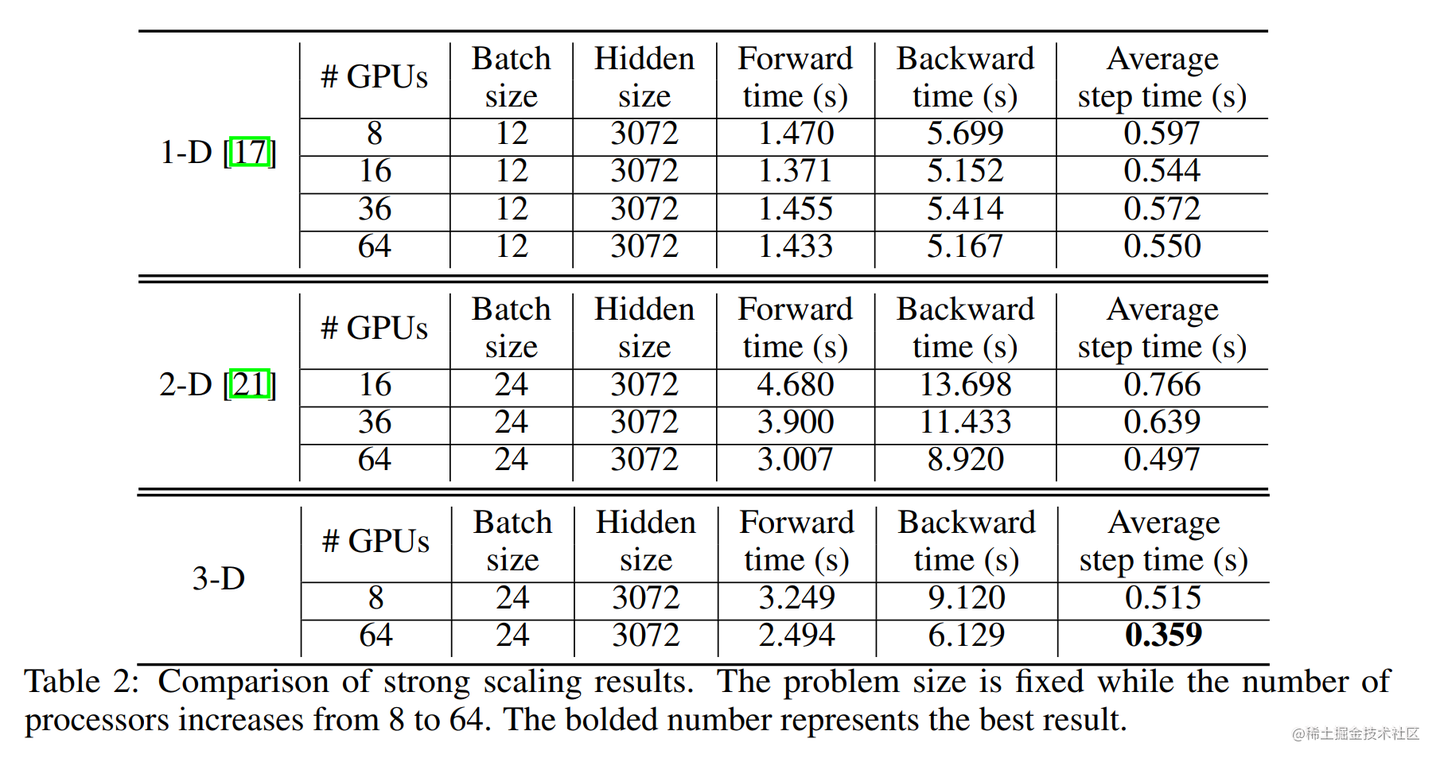 # GPUs Batch size Hidden size Forward time (s) Backward time (s) Average step time (s)
1-D [17]
8 12 3072 1.470 5.699 0.597
16 12 3072 1.371 5.152 0.544
36 12 3072 1.455 5.414 0.572
64 12 3072 1.433 5.167 0.550
# GPUs Batch size Hidden size Forward time (s) Backward time (s) Average step time (s)
2-D [21]
16 24 3072 4.680 13.698 0.766
36 24 3072 3.900 11.433 0.639
64 24 3072 3.007 8.920 0.497
# GPUs Batch size Hidden size Forward time (s) Backward time (s) Average step time (s)
3-D
8 24 3072 3.249 9.120 0.515
64 24 3072 2.494 6.129 0.359
Table 2: Comparison of strong scaling results. The problem size is fixed while the number of
processors increases from 8 to 64. The bolded number represents the best result.
@稀土掘金技术社区